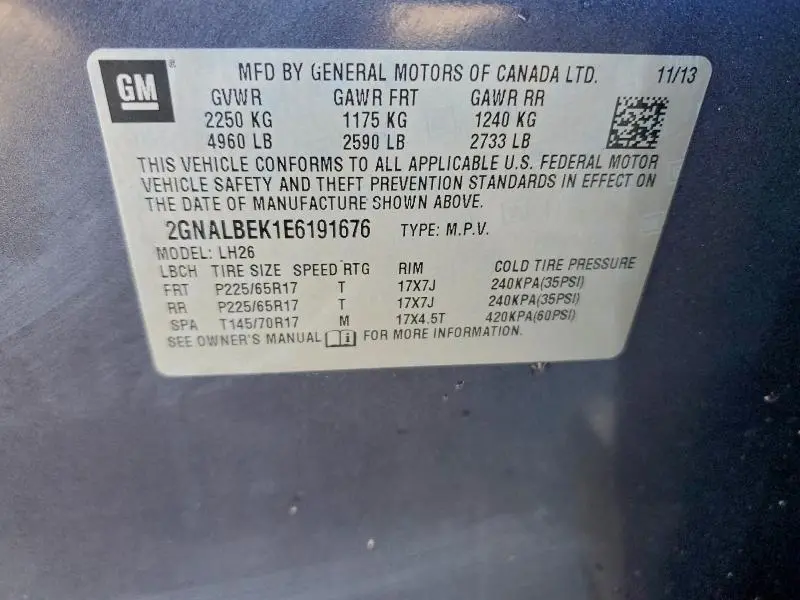 GM® MFD BY GENERAL MOTORS OF CANADA LTD. 11/13
GVWR GAWR FRT GAWR RR
2250 KG 1175 KG 1240 KG
4960 LB 2590 LB 2733 LB
THIS VEHICLE CONFORMS TO ALL APPLICABLE U.S. FEDERAL MOTOR
VEHICLE SAFETY AND THEFT PREVENTION STANDARDS IN EFFECT ON
THE DATE OF MANUFACTURE SHOWN ABOVE.
2GNALBEK1E6191676 TYPE: M.P.V.
MODEL: LH26
LBCH TIRE SIZE SPEED RTG RIM COLD TIRE PRESSURE
FRT P225/65R17 T 17X7J 240KPA(35PSI)
RR P225/65R17 T 17X7J 240KPA(35PSI)
SPA T145/70R17 M 17X4.5T 420KPA(60PSI)
SEE OWNER'S MANUAL FOR MORE INFORMATION.